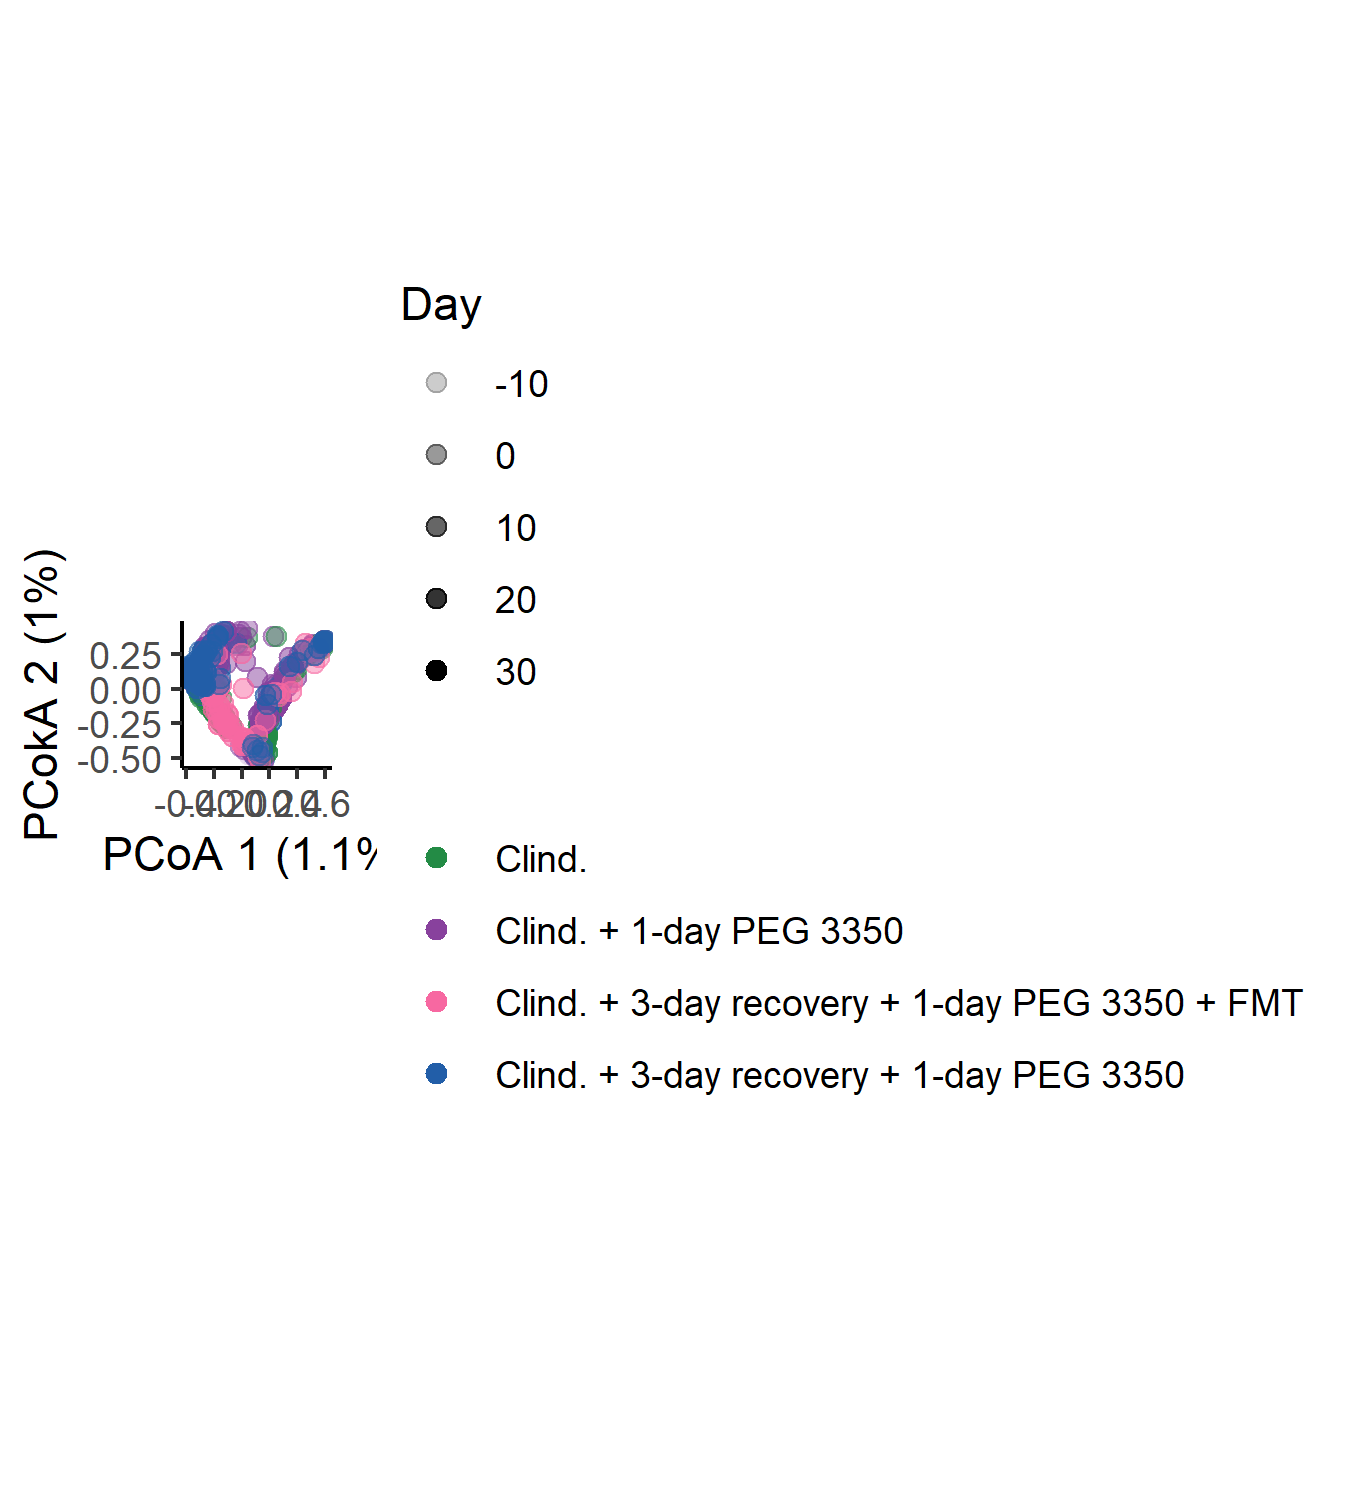 Day
-10
0
10
20
30
PCokA 2 (1%)
0.25
0.00
-0.25
-0.50
PCoA 1 (1.1%
Clind.
Clind. + 1-day PEG 3350
Clind. + 3-day recovery + 1-day PEG 3350 + FMT
Clind. + 3-day recovery + 1-day PEG 3350